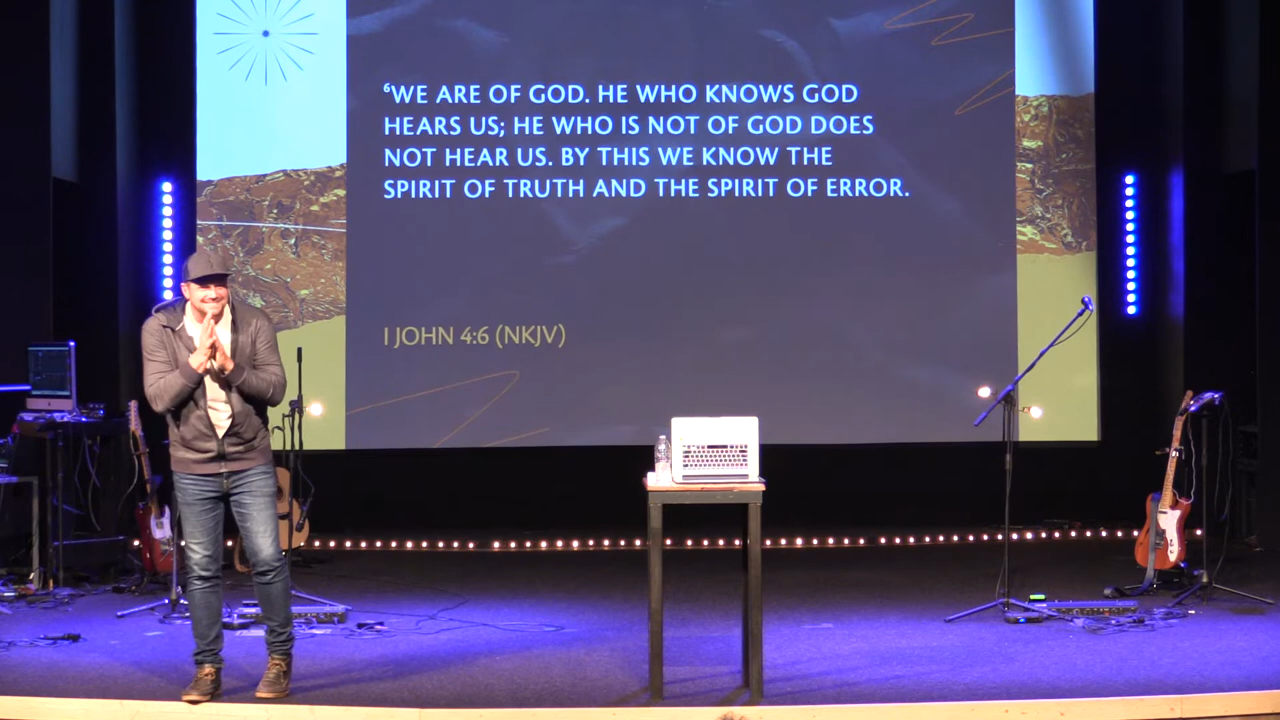 ⁶WE ARE OF GOD. HE WHO KNOWS GOD
HEARS US; HE WHO IS NOT OF GOD DOES
NOT HEAR US. BY THIS WE KNOW THE
SPIRIT OF TRUTH AND THE SPIRIT OF ERROR.
I JOHN 4:6 (NKJV)